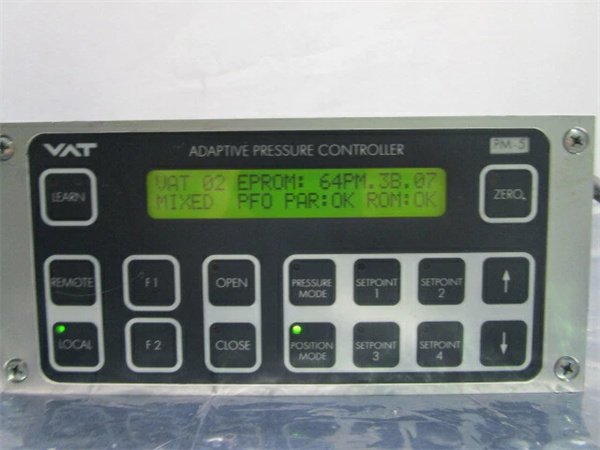 VAT
ADAPTIVE PRESSURE CONTROLLER
PM-5
LEARN
VAT 02 EPROM: 64PM.3B.07
MIXED PFO PAR:OK ROM:OK
ZERO
REMOTE
F1
OPEN
PRESSURE
MODE
SETPOINT
1
SETPOINT
2
↑
LOCAL
F2
CLOSE
POSITION
MODE
SETPOINT
3
SETPOINT
4
↓